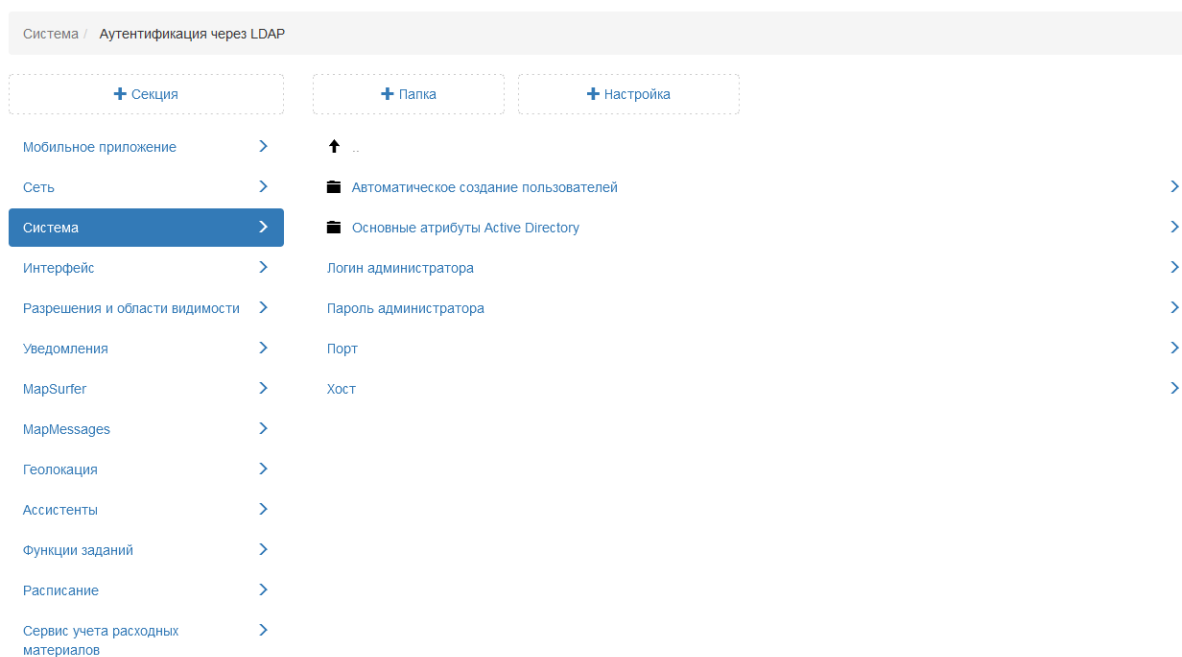 Система / Аутентификация через LDAP
Секция
Папка
Настройка
Мобильное приложение
..
Сеть
Автоматическое создание пользователей
Система
Основные атрибуты Active Directory
Интерфейс
Логин администратора
Разрешения и области видимости
Пароль администратора
Уведомления
Порт
MapSurfer
Хост
MapMessages
Геолокация
Ассистенты
Функции заданий
Расписание
Сервис учета расходных
материалов